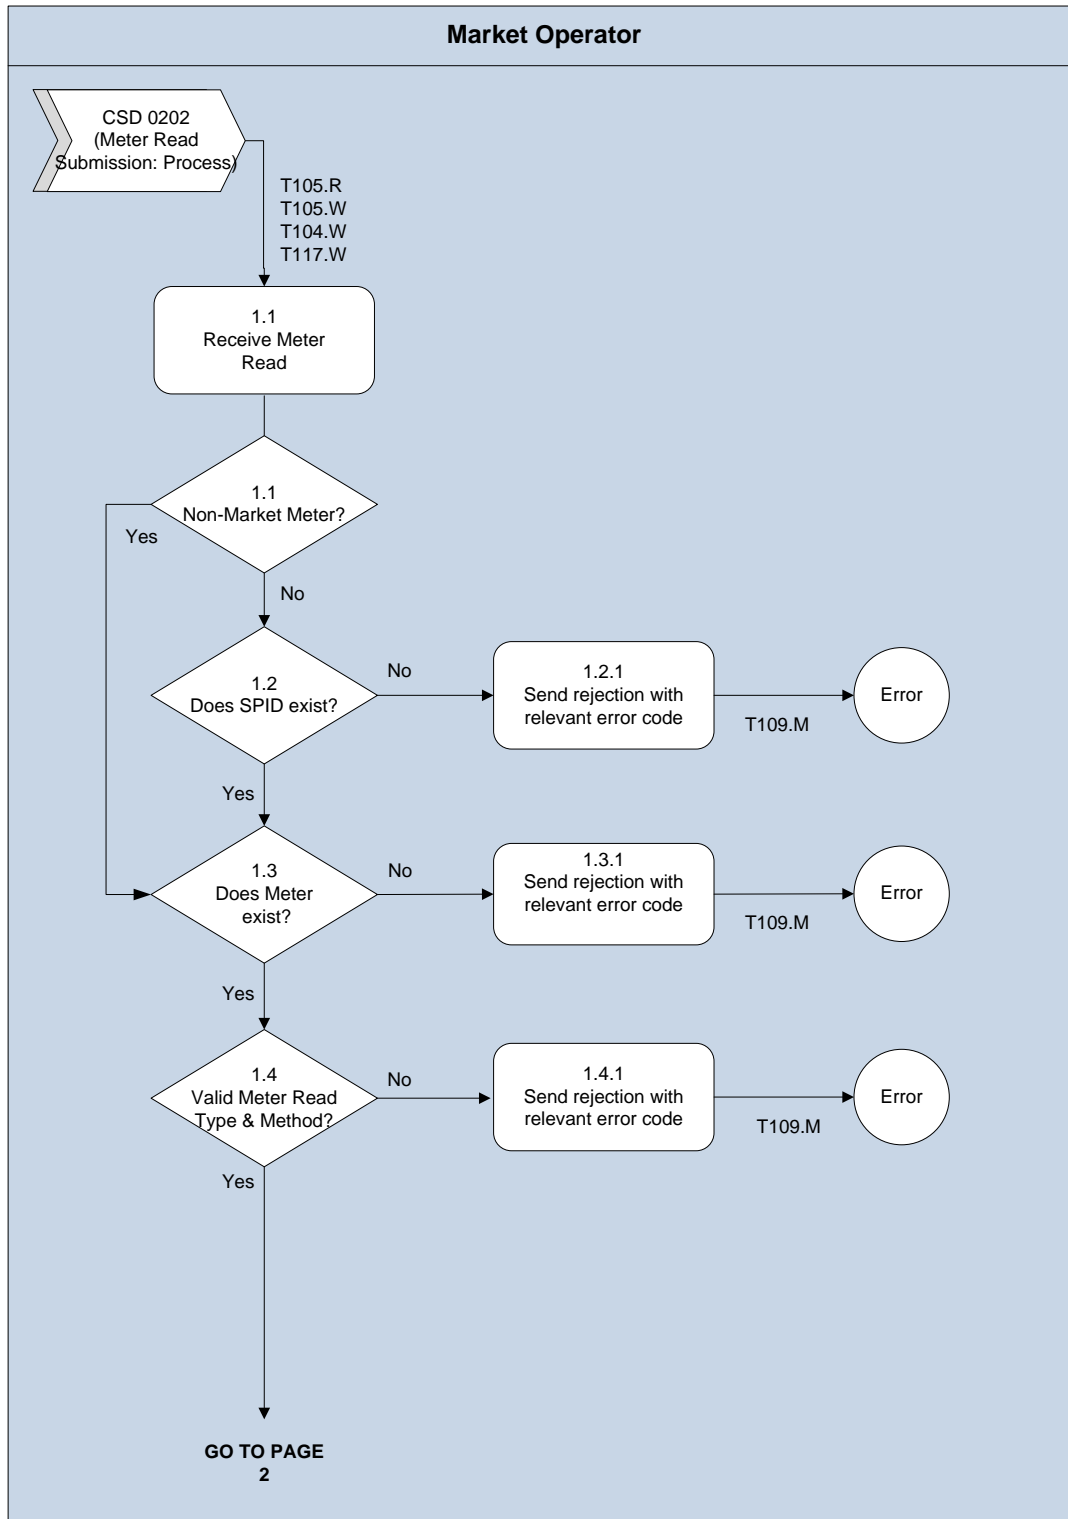 Market Operator
CSD 0202
(Meter Read
Submission: Process)
T105.R
T105.W
T104.W
T117.W
1.1
Receive Meter
Read
1.1
Non-Market Meter?
Yes
No
1.2
Does SPID exist?
No
1.2.1
Send rejection with
relevant error code
T109.M
Error
Yes
1.3
Does Meter
exist?
No
1.3.1
Send rejection with
relevant error code
T109.M
Error
Yes
1.4
Valid Meter Read
Type & Method?
No
1.4.1
Send rejection with
relevant error code
T109.M
Error
Yes
GO TO PAGE
2